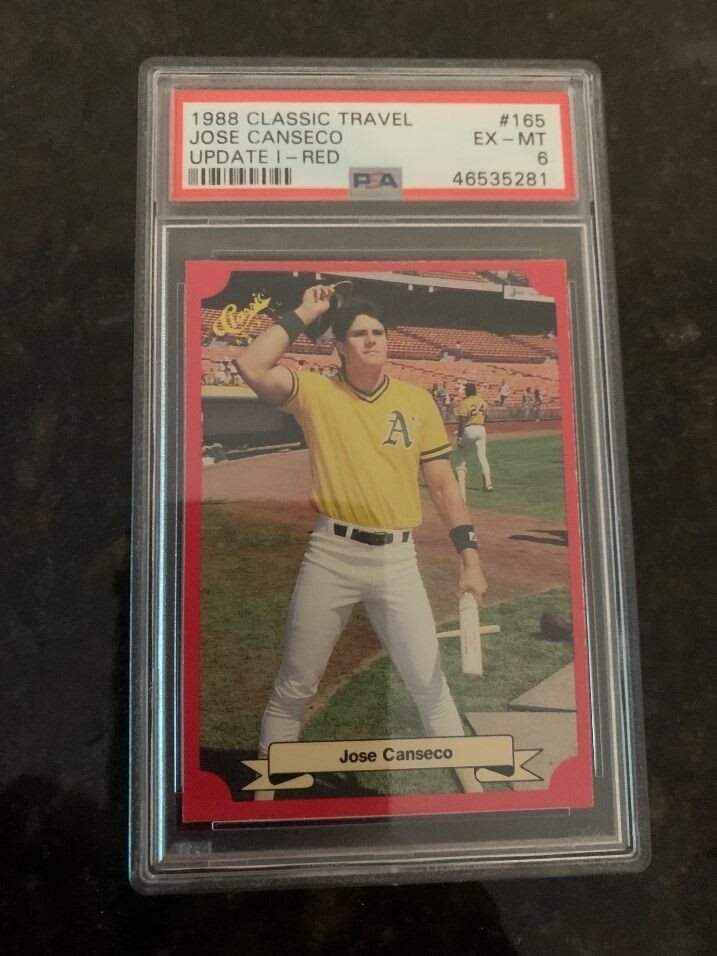 1988 CLASSIC TRAVEL #165
JOSE CANSECO EX - MT
UPDATE I - RED 6
PSA 46535281
Classic
A
24
Jose Canseco